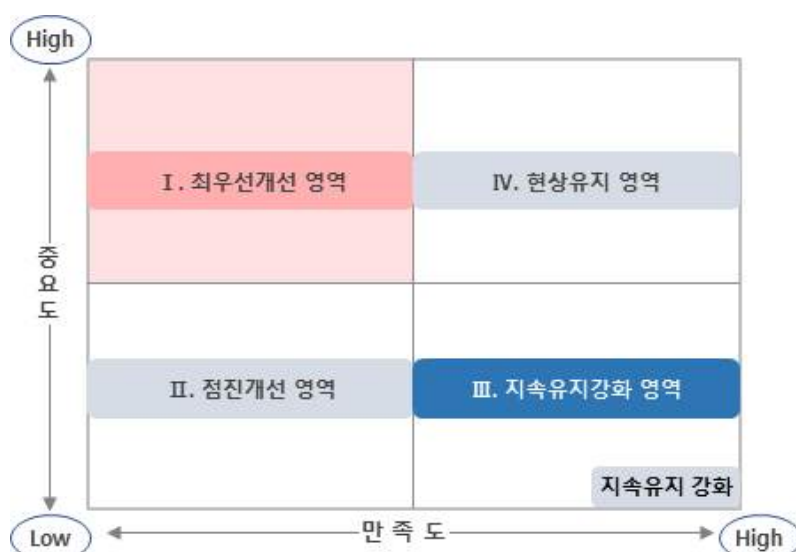 High
Ⅰ. 최우선개선 영역
Ⅳ. 현상유지 영역
중요도
Ⅱ. 점진개선 영역
Ⅲ. 지속유지강화 영역
지속유지 강화
Low
만 족 도
High